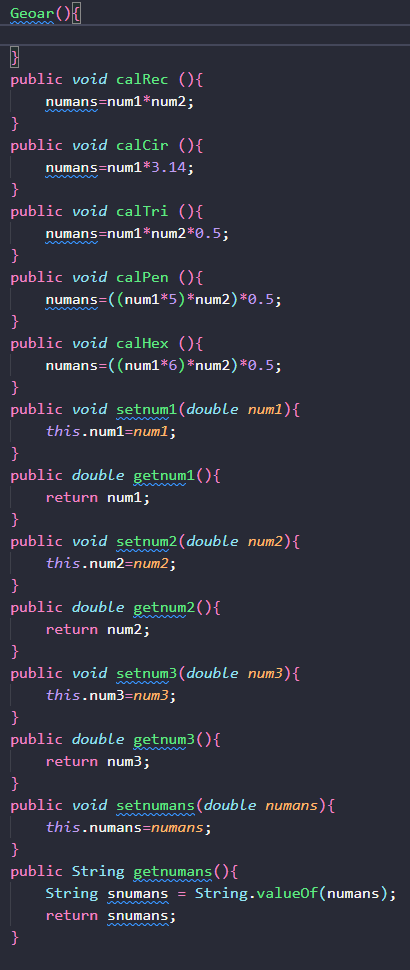 Geoar(){
}
public void calRec (){
numans=num1*num2;
}
public void calCir (){
numans=num1*3.14;
}
public void calTri (){
numans=num1*num2*0.5;
}
public void calPen (){
numans=((num1*5)*num2)*0.5;
}
public void calHex (){
numans=((num1*6)*num2)*0.5;
}
public void setnum1(double num1){
this.num1=num1;
}
public double getnum1(){
return num1;
}
public void setnum2(double num2){
this.num2=num2;
}
public double getnum2(){
return num2;
}
public void setnum3(double num3){
this.num3=num3;
}
public double getnum3(){
return num3;
}
public void setnumans(double numans){
this.numans=numans;
}
public String getnumans(){
String snumans = String.valueOf(numans);
return snumans;
}